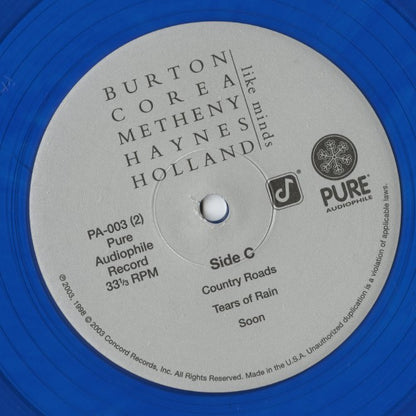 BURTON
COREA
METHENY
HAYNES
HOLLAND
like minds
PURE
AUDIOPHILE
PA-003 (2)
Pure
Audiophile
Record
33⅓ RPM
Side C
Country Roads
Tears of Rain
Soon
℗ 2003, 1998 © 2003 Concord Records, Inc. All Rights Reserved. Made in the U.S.A. Unauthorized duplication is a violation of applicable laws.